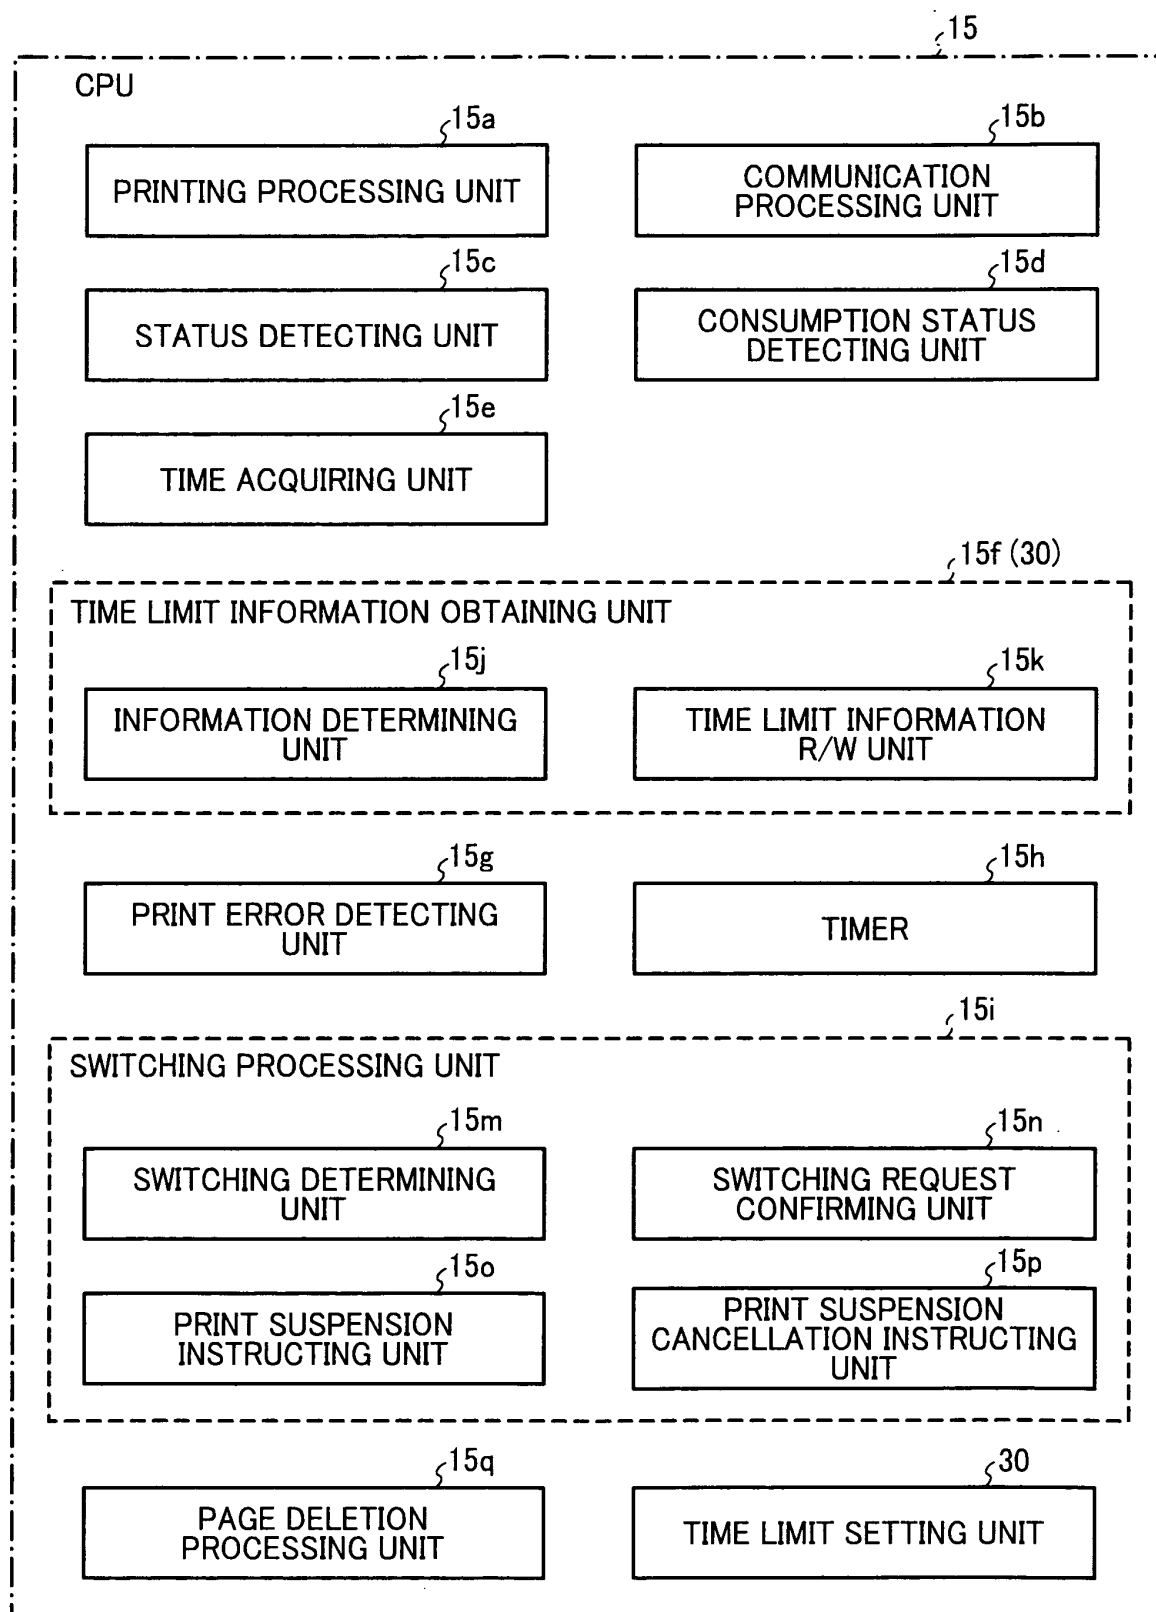 15
CPU
15a
PRINTING PROCESSING UNIT
15b
COMMUNICATION
PROCESSING UNIT
15c
STATUS DETECTING UNIT
15d
CONSUMPTION STATUS
DETECTING UNIT
15e
TIME ACQUIRING UNIT
15f (30)
TIME LIMIT INFORMATION OBTAINING UNIT
15j
INFORMATION DETERMINING
UNIT
15k
TIME LIMIT INFORMATION
R/W UNIT
15g
PRINT ERROR DETECTING
UNIT
15h
TIMER
15i
SWITCHING PROCESSING UNIT
15m
SWITCHING DETERMINING
UNIT
15n
SWITCHING REQUEST
CONFIRMING UNIT
15o
PRINT SUSPENSION
INSTRUCTING UNIT
15p
PRINT SUSPENSION
CANCELLATION INSTRUCTING
UNIT
15q
PAGE DELETION
PROCESSING UNIT
30
TIME LIMIT SETTING UNIT